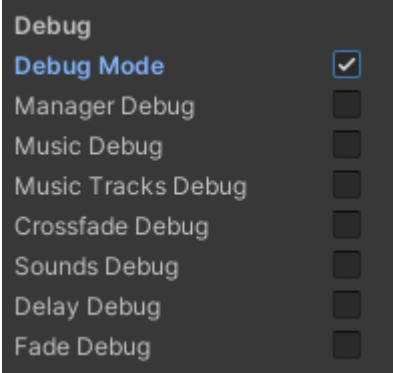 Debug
Debug Mode
Manager Debug
Music Debug
Music Tracks Debug
Crossfade Debug
Sounds Debug
Delay Debug
Fade Debug